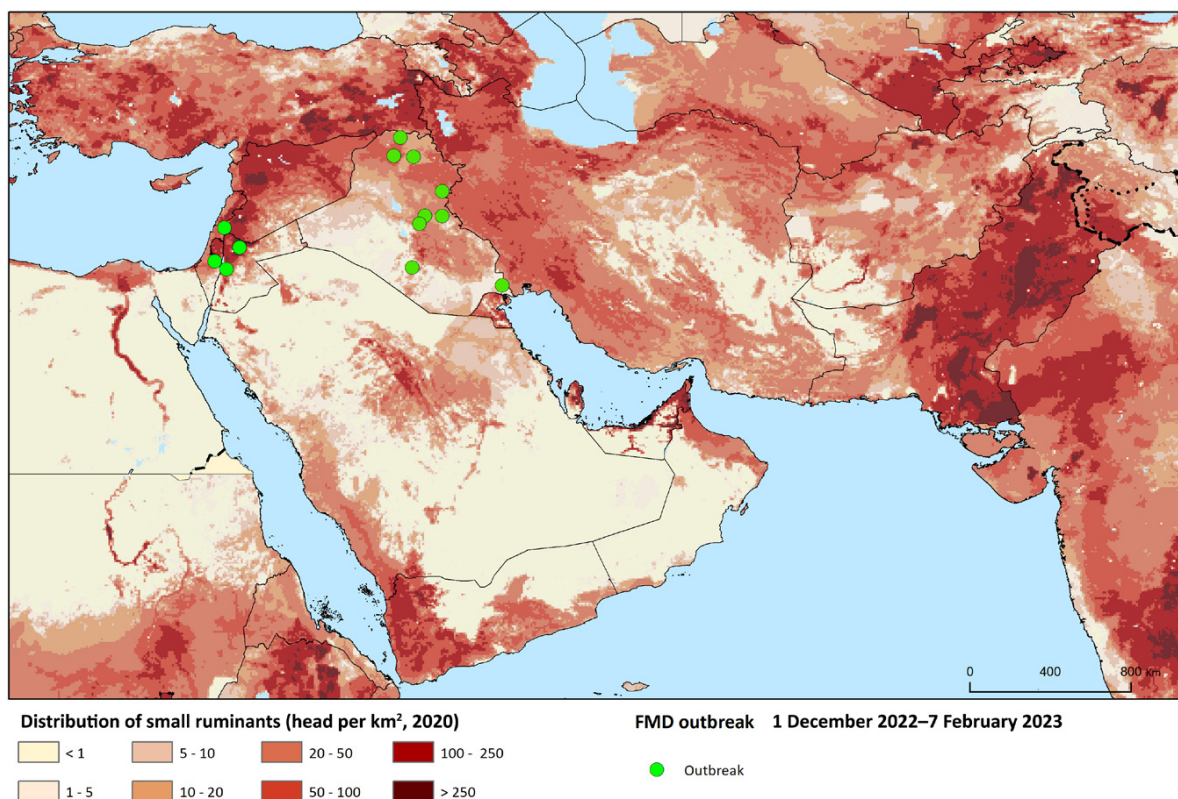 0 400 800 Km
Distribution of small ruminants (head per km², 2020)
FMD outbreak 1 December 2022–7 February 2023
< 1 5 - 10 20 - 50 100 - 250
1 - 5 10 - 20 50 - 100 > 250
Outbreak